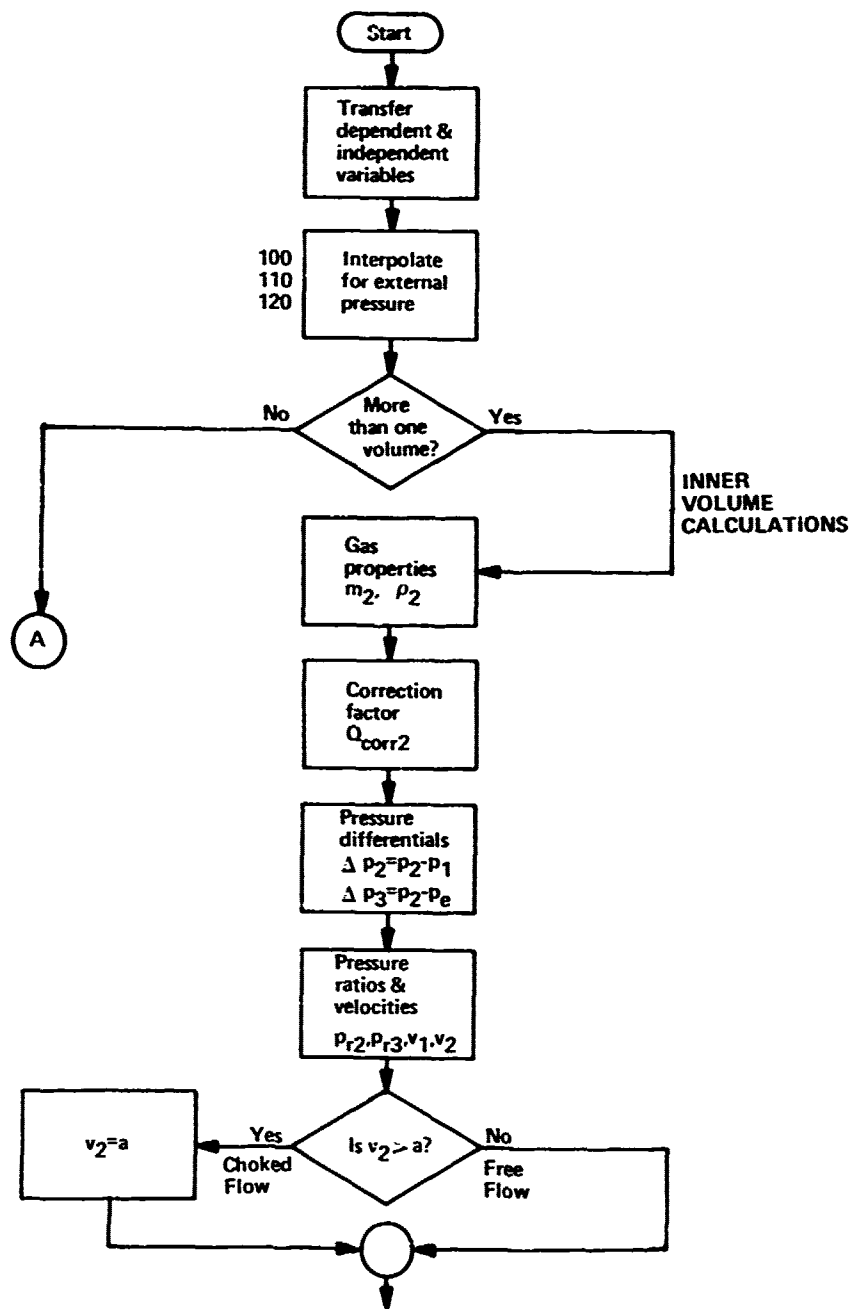 Start
Transfer
dependent &
independent
variables
100
110
120
Interpolate
for external
pressure
No
More
than one
volume?
Yes
INNER
VOLUME
CALCULATIONS
Gas
properties
m2, ρ2
A
Correction
factor
Qcorr2
Pressure
differentials
Δ p2=p2-p1
Δ p3=p2-pe
Pressure
ratios &
velocities
pr2,pr3,v1,v2
v2=a
Yes
Choked
Flow
Is v2> a?
No
Free
Flow